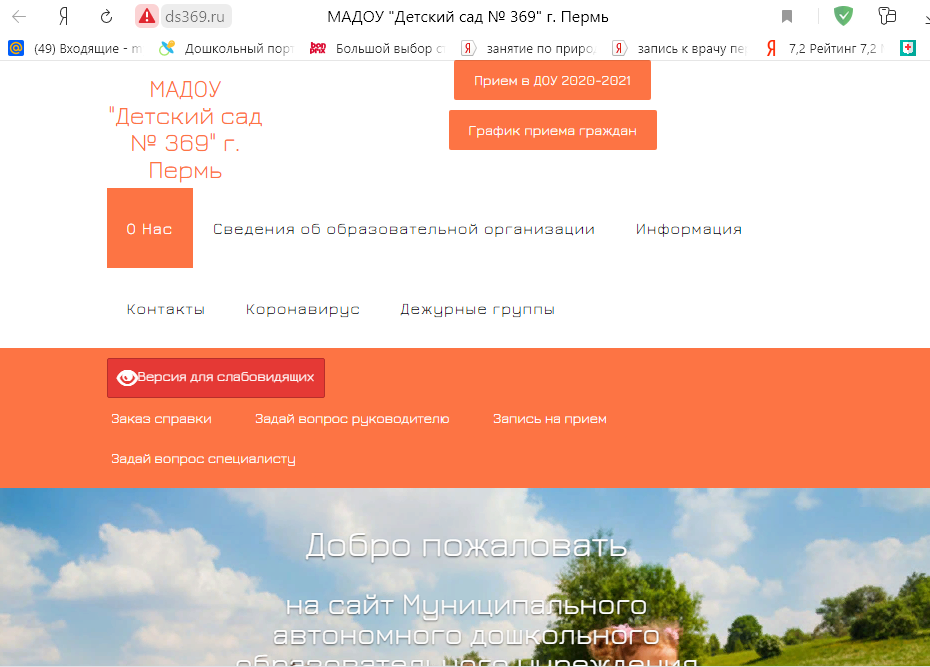 ds369.ru
МАДОУ "Детский сад № 369" г. Пермь
(49) Входящие - m
Дошкольный порт
Большой выбор с
занятие по приро
запись к врачу пе
7,2 Рейтинг 7,2
МАДОУ
"Детский сад
№ 369" г.
Пермь
Прием в ДОУ 2020-2021
График приема граждан
О Нас
Сведения об образовательной организации
Информация
Контакты
Коронавирус
Дежурные группы
Версия для слабовидящих
Заказ справки
Задай вопрос руководителю
Запись на прием
Задай вопрос специалисту
Добро пожаловать
на сайт Муниципального
автономного дошкольного
образовательного учреждения